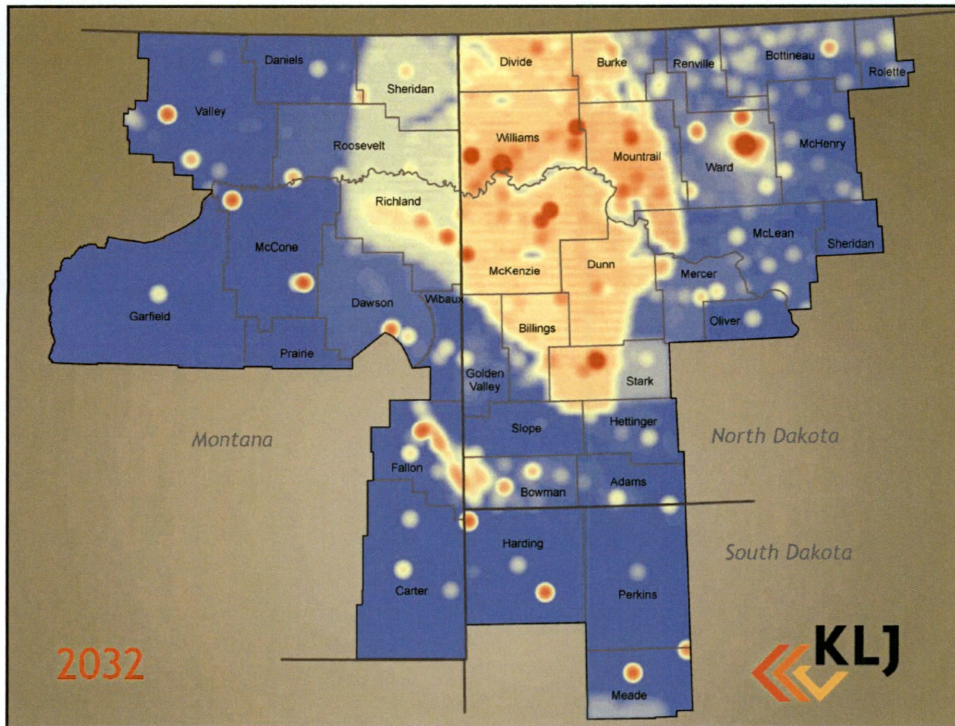 Daniels
Divide
Burke
Renville
Bottineau
Rolette
Sheridan
Valley
Williams
Roosevelt
Mountrail
Ward
McHenry
Richland
McCone
McKenzie
Dunn
McLean
Sheridan
Mercer
Garfield
Dawson
Wibaux
Billings
Oliver
Prairie
Golden
Valley
Stark
Montana
Slope
Hettinger
North Dakota
Fallon
Bowman
Adams
Harding
South Dakota
Carter
Perkins
2032
KLJ
Meade